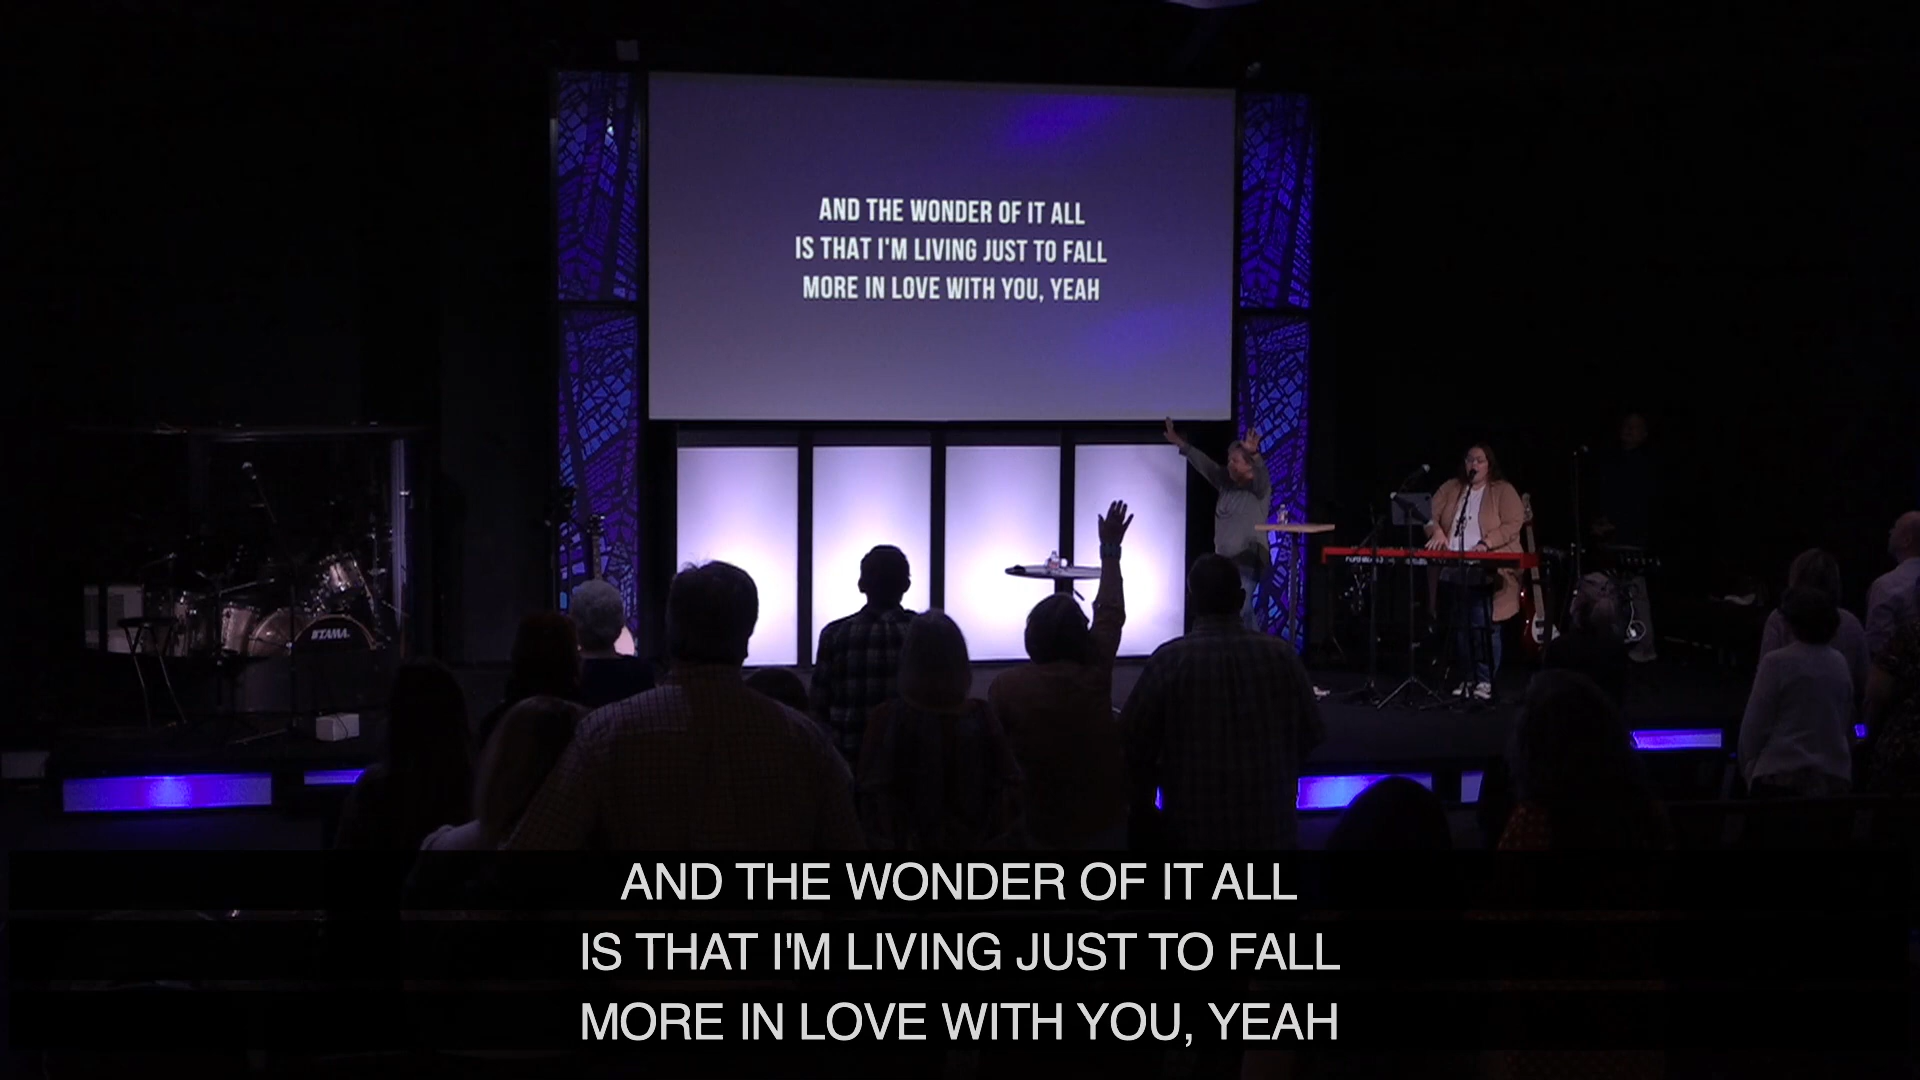 AND THE WONDER OF IT ALL
IS THAT I'M LIVING JUST TO FALL
MORE IN LOVE WITH YOU, YEAH
TAMA
AND THE WONDER OF IT ALL
IS THAT I'M LIVING JUST TO FALL
MORE IN LOVE WITH YOU, YEAH